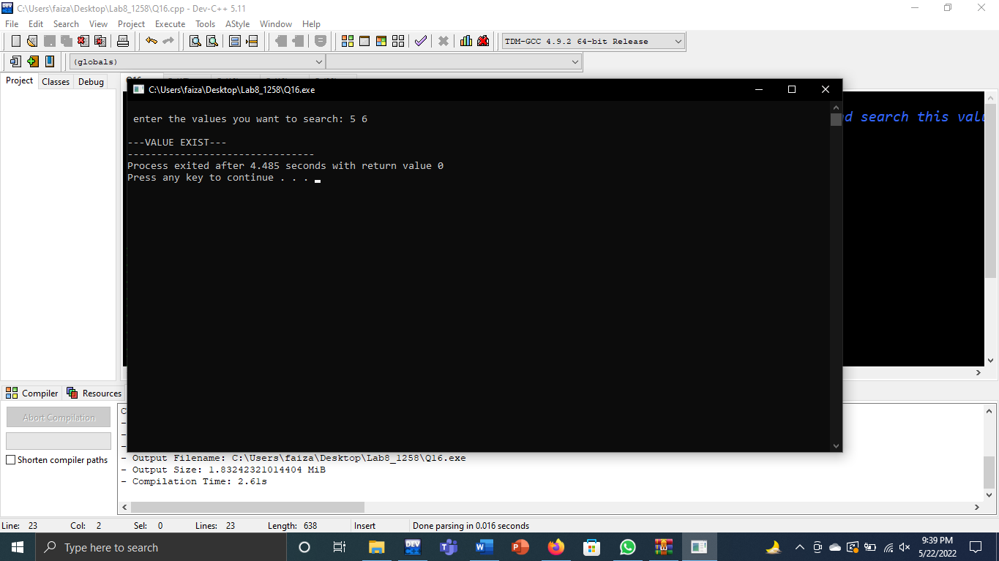 C:\Users\faiza\Desktop\Lab8_1258\Q16.cpp - Dev-C++ 5.11
File Edit Search View Project Execute Tools AStyle Window Help
TDM-GCC 4.9.2 64-bit Release
(globals)
Project Classes Debug
C:\Users\faiza\Desktop\Lab8_1258\Q16.exe
enter the values you want to search: 5 6
search this
---VALUE EXIST---
--------------------------------
Process exited after 4.485 seconds with return value 0
Press any key to continue . . .
Compiler Resources
Abort Compilation
Shorten compiler paths
- Output Filename: C:\Users\faiza\Desktop\Lab8_1258\Q16.exe
- Output Size: 1.83242321014404 MiB
- Compilation Time: 2.61s
Line: 23 Col: 2 Sel: 0 Lines: 23 Length: 638 Insert Done parsing in 0.016 seconds
Type here to search
DEV
9:39 PM
5/22/2022